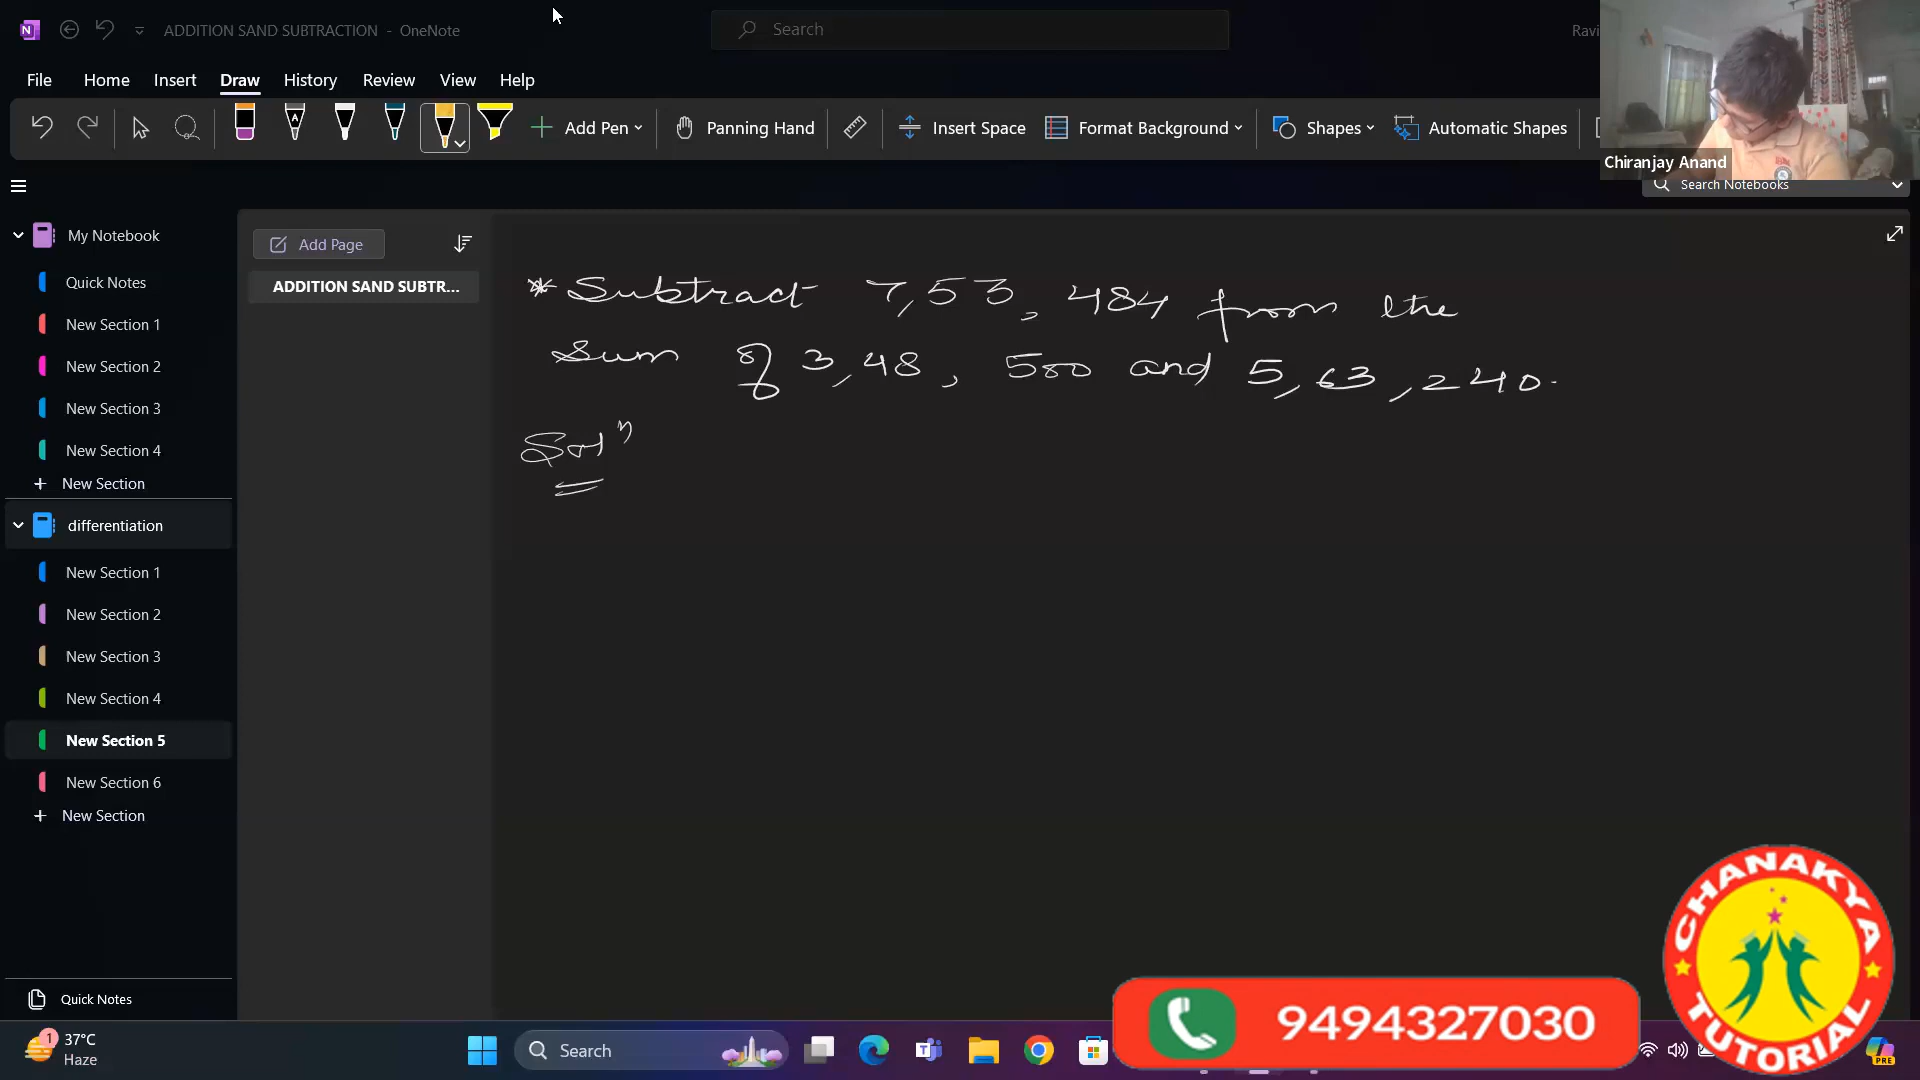 ADDITION SAND SUBTRACTION - OneNote
Search
Ravi
File Home Insert Draw History Review View Help
Add Pen
Panning Hand
Insert Space
Format Background
Shapes
Automatic Shapes
Chiranjay Anand
Search Notebooks
My Notebook
Quick Notes
New Section 1
New Section 2
New Section 3
New Section 4
+ New Section
differentiation
New Section 1
New Section 2
New Section 3
New Section 4
New Section 5
New Section 6
+ New Section
Quick Notes
Add Page
ADDITION SAND SUBTR...
* Subtract 7,53,484 from the
Sum of 3,48,500 and 5,63,240.
Solⁿ
1
37°C
Haze
Search
PRE
9494327030
CHANAKYA
TUTORIAL